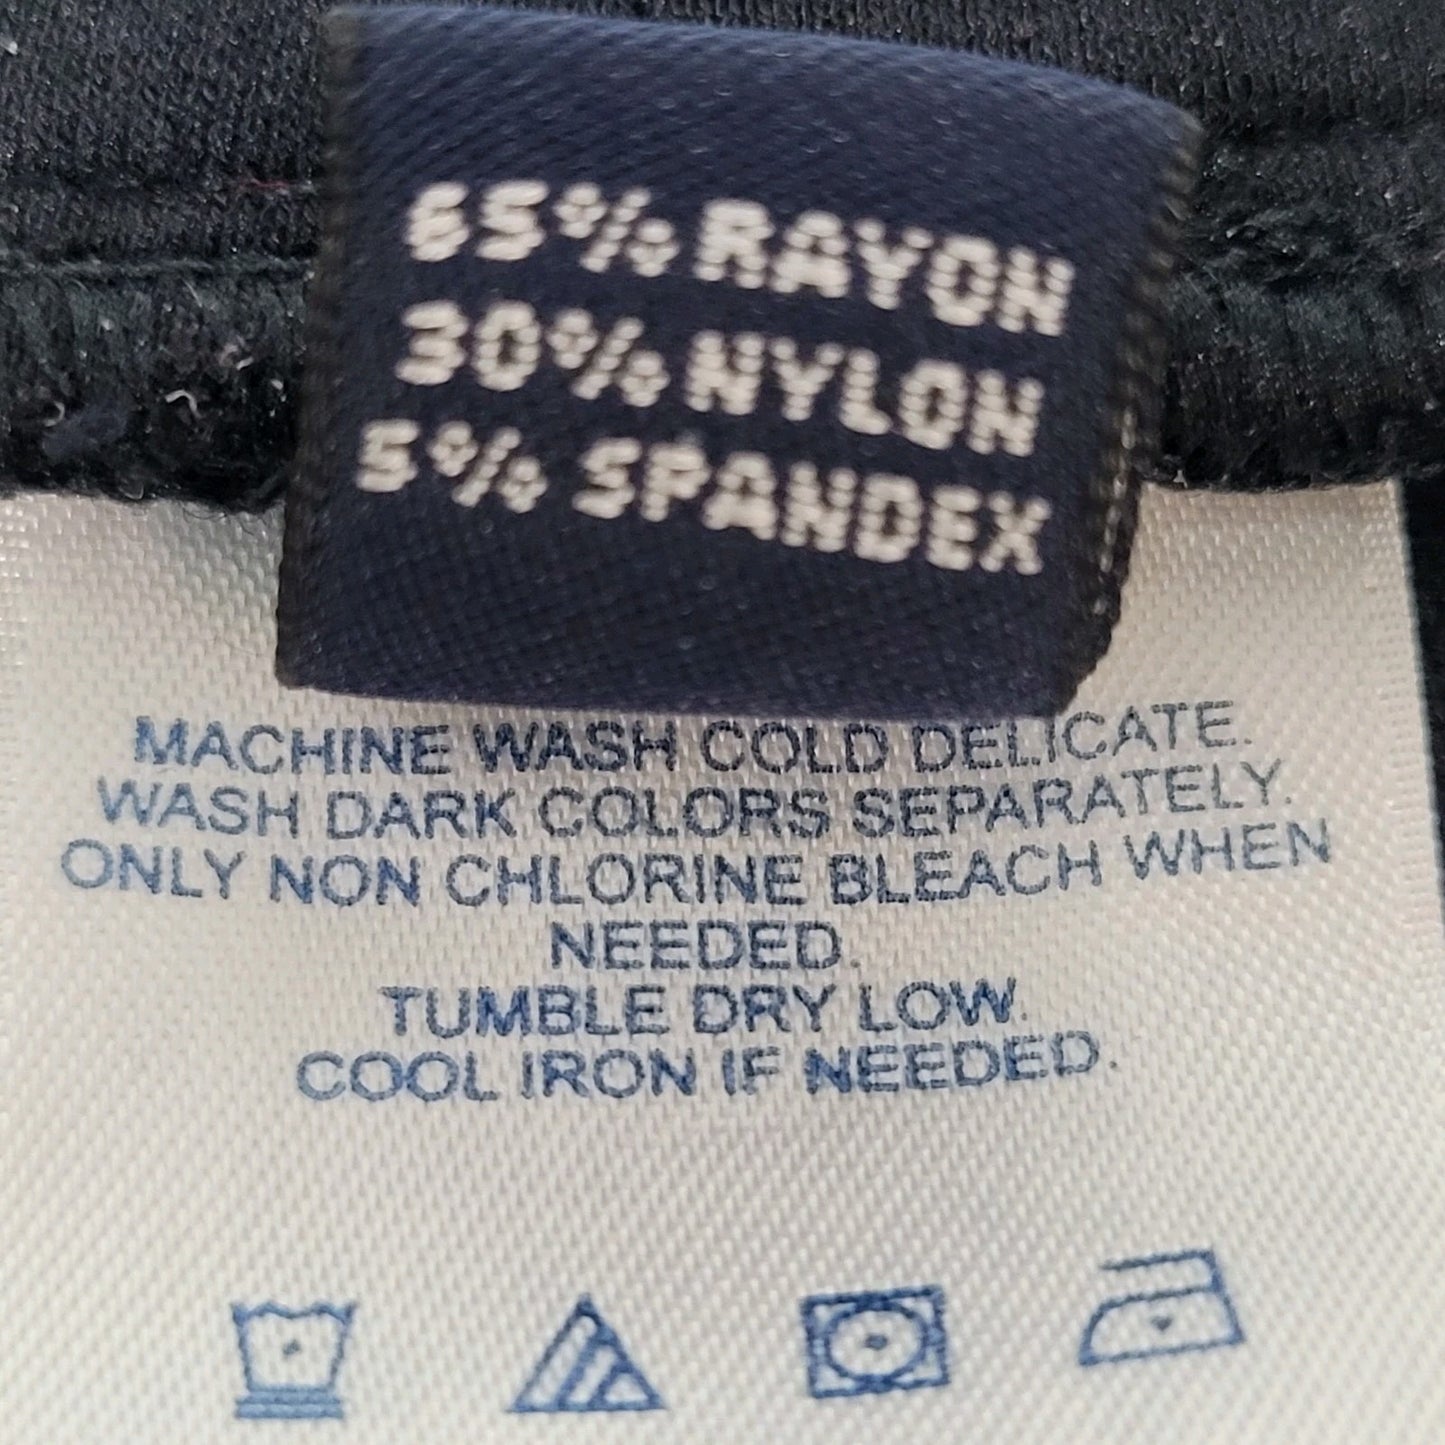 65% RAYON
30% NYLON
5% SPANDEX
MACHINE WASH COLD DELICATE.
WASH DARK COLORS SEPARATELY.
ONLY NON CHLORINE BLEACH WHEN
NEEDED.
TUMBLE DRY LOW.
COOL IRON IF NEEDED.